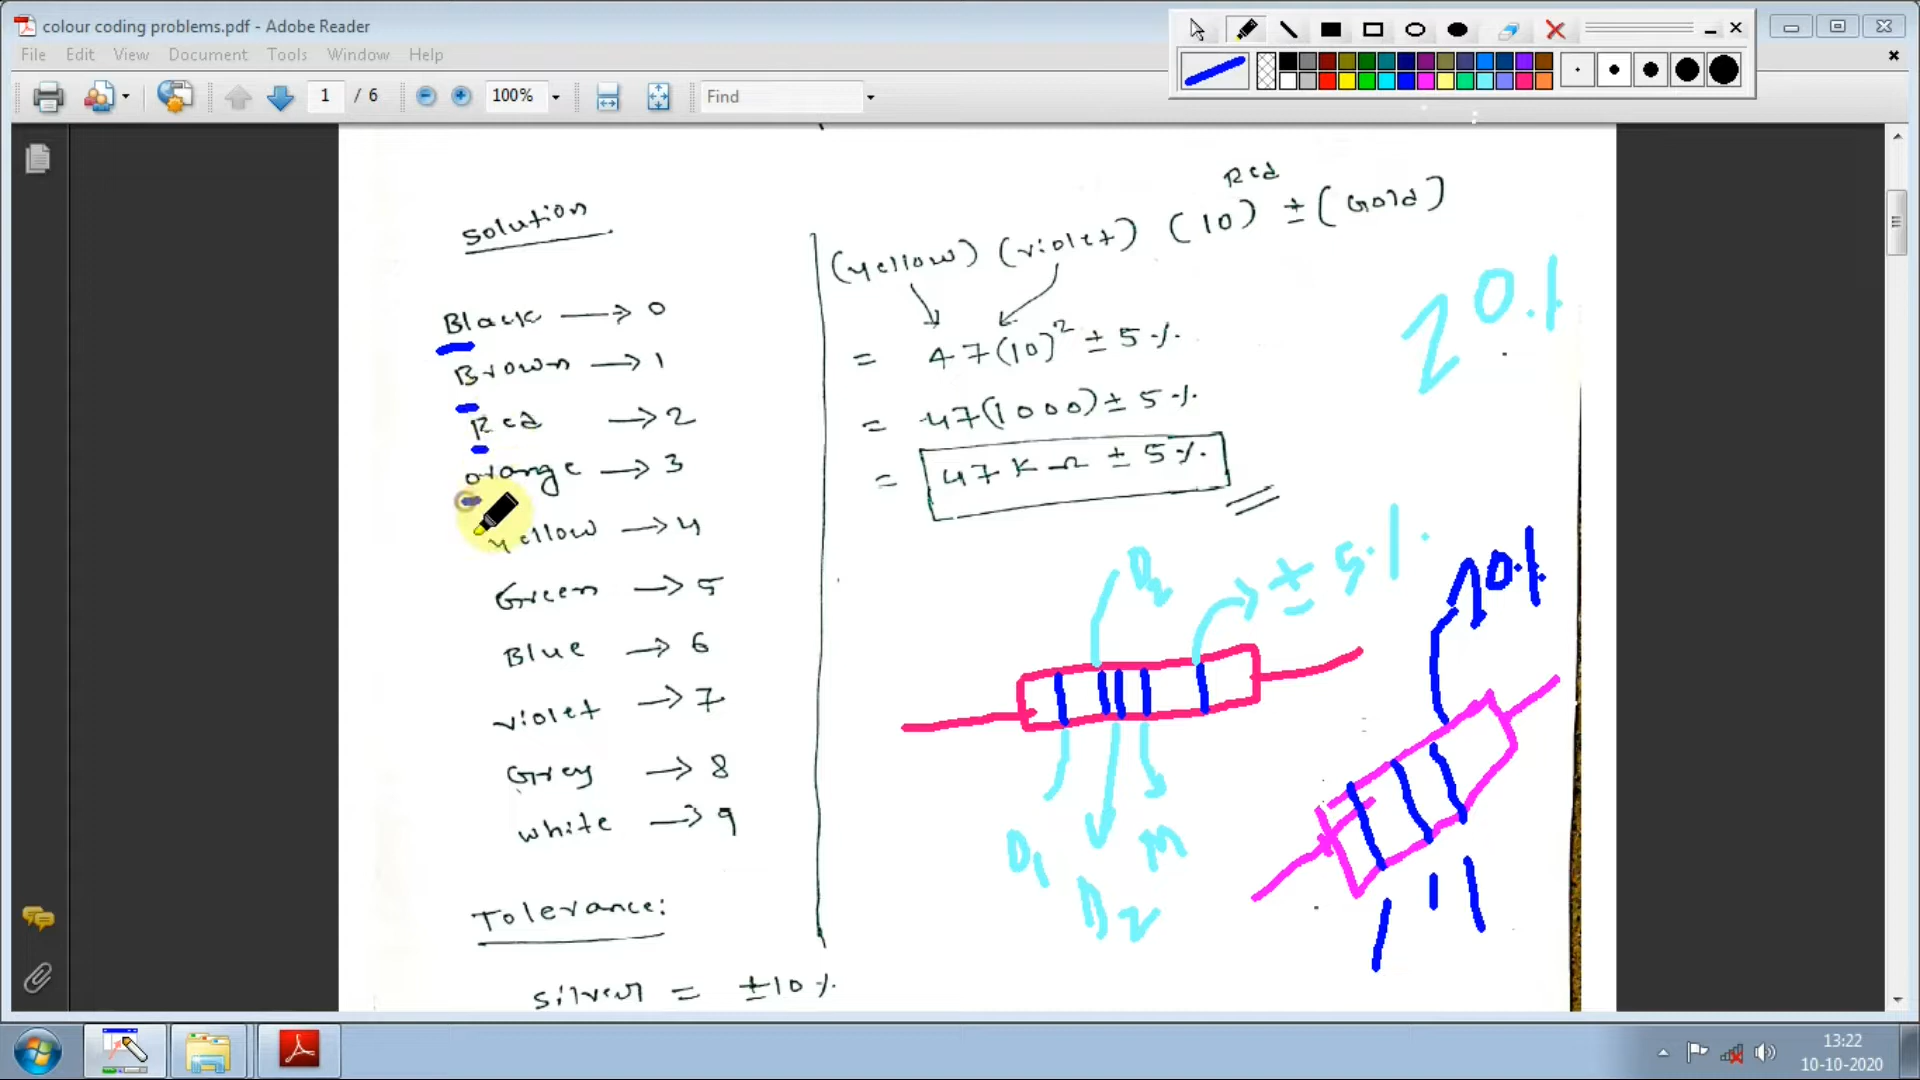 colour coding problems.pdf - Adobe Reader
File Edit View Document Tools Window Help
1 / 6
100%
Find
Solution
Black → 0
Brown → 1
Red → 2
orange → 3
yellow → 4
Green → 5
Blue → 6
violet → 7
Grey → 8
white → 9
Tolerance:
silver = ±10%
Red
(yellow) (violet) (10) ± (Gold)
= 47(10)² ± 5%
= 47(1000) ± 5%
= 47 K Ω ± 5%
20%
D2
± 5%
20%
D1
D2
M
13:22
10-10-2020